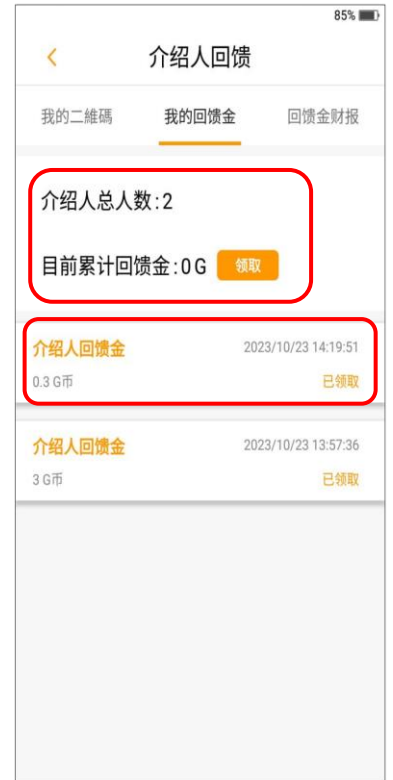 85%
介绍人回馈
我的二維碼 我的回馈金 回馈金财报
介绍人总人数:2
目前累计回馈金:0G 领取
介绍人回馈金 2023/10/23 14:19:51
0.3 G币 已领取
介绍人回馈金 2023/10/23 13:57:36
3 G币 已领取